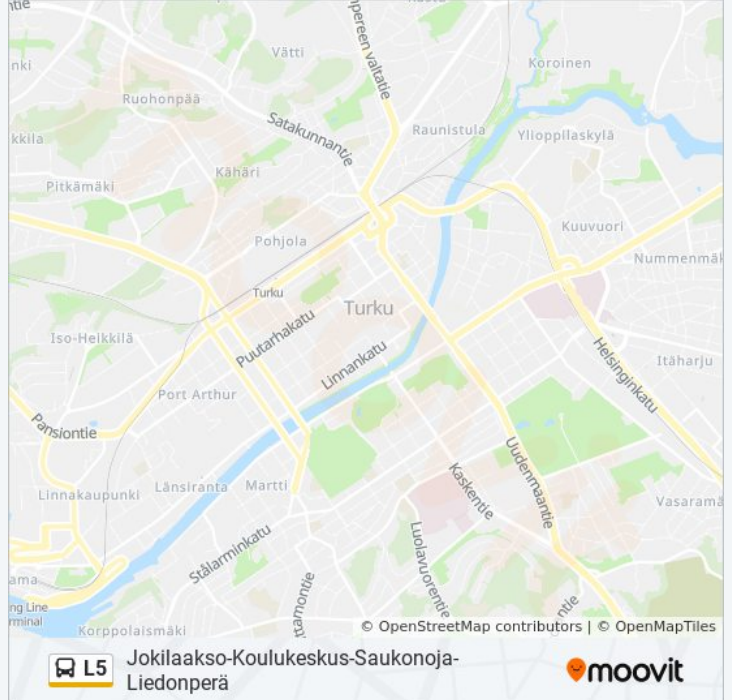 Vätti
Koroinen
pereen valtatie
Ruohonpää
Satakunnantie
Raunistula
Ylioppilaskylä
Kähäri
Pitkämäki
Kuuvuori
Pohjola
Turku
Turku
Puutarhakatu
Iso-Heikkilä
Linnankatu
Itäharju
Helsinginkatu
Port Arthur
Pansiontie
Uudenmaantie
Kaskentie
Linnakaupunki
Länsiranta
Martti
Luolavuorentie
Stålarminkatu
Korppolaismäki
© OpenStreetMap contributors | © OpenMapTiles
L5
Jokilaakso-Koulukeskus-Saukonoja-
Liedonperä
moovit